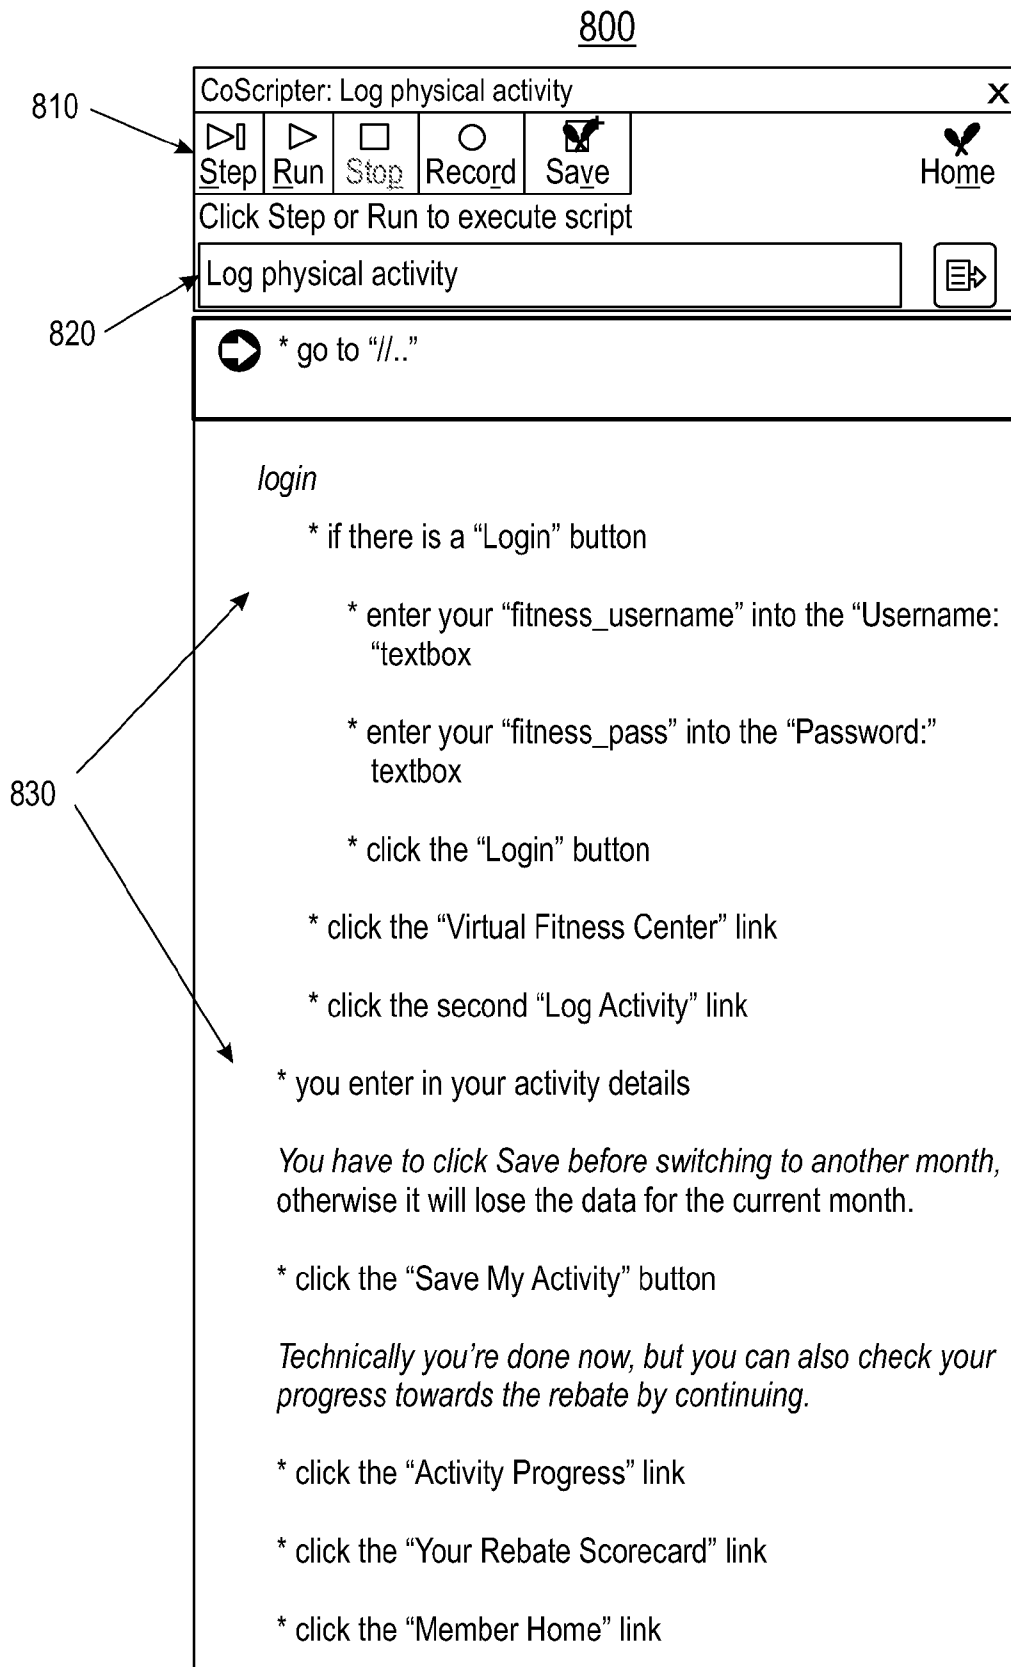 800
810
CoScripter: Log physical activity X
Step Run Stop Record Save Home
Click Step or Run to execute script
Log physical activity
820
* go to “//..”
login
* if there is a “Login” button
* enter your “fitness_username” into the “Username:
“textbox
* enter your “fitness_pass” into the “Password:”
textbox
830
* click the “Login” button
* click the “Virtual Fitness Center” link
* click the second “Log Activity” link
* you enter in your activity details
You have to click Save before switching to another month,
otherwise it will lose the data for the current month.
* click the “Save My Activity” button
Technically you’re done now, but you can also check your
progress towards the rebate by continuing.
* click the “Activity Progress” link
* click the “Your Rebate Scorecard” link
* click the “Member Home” link